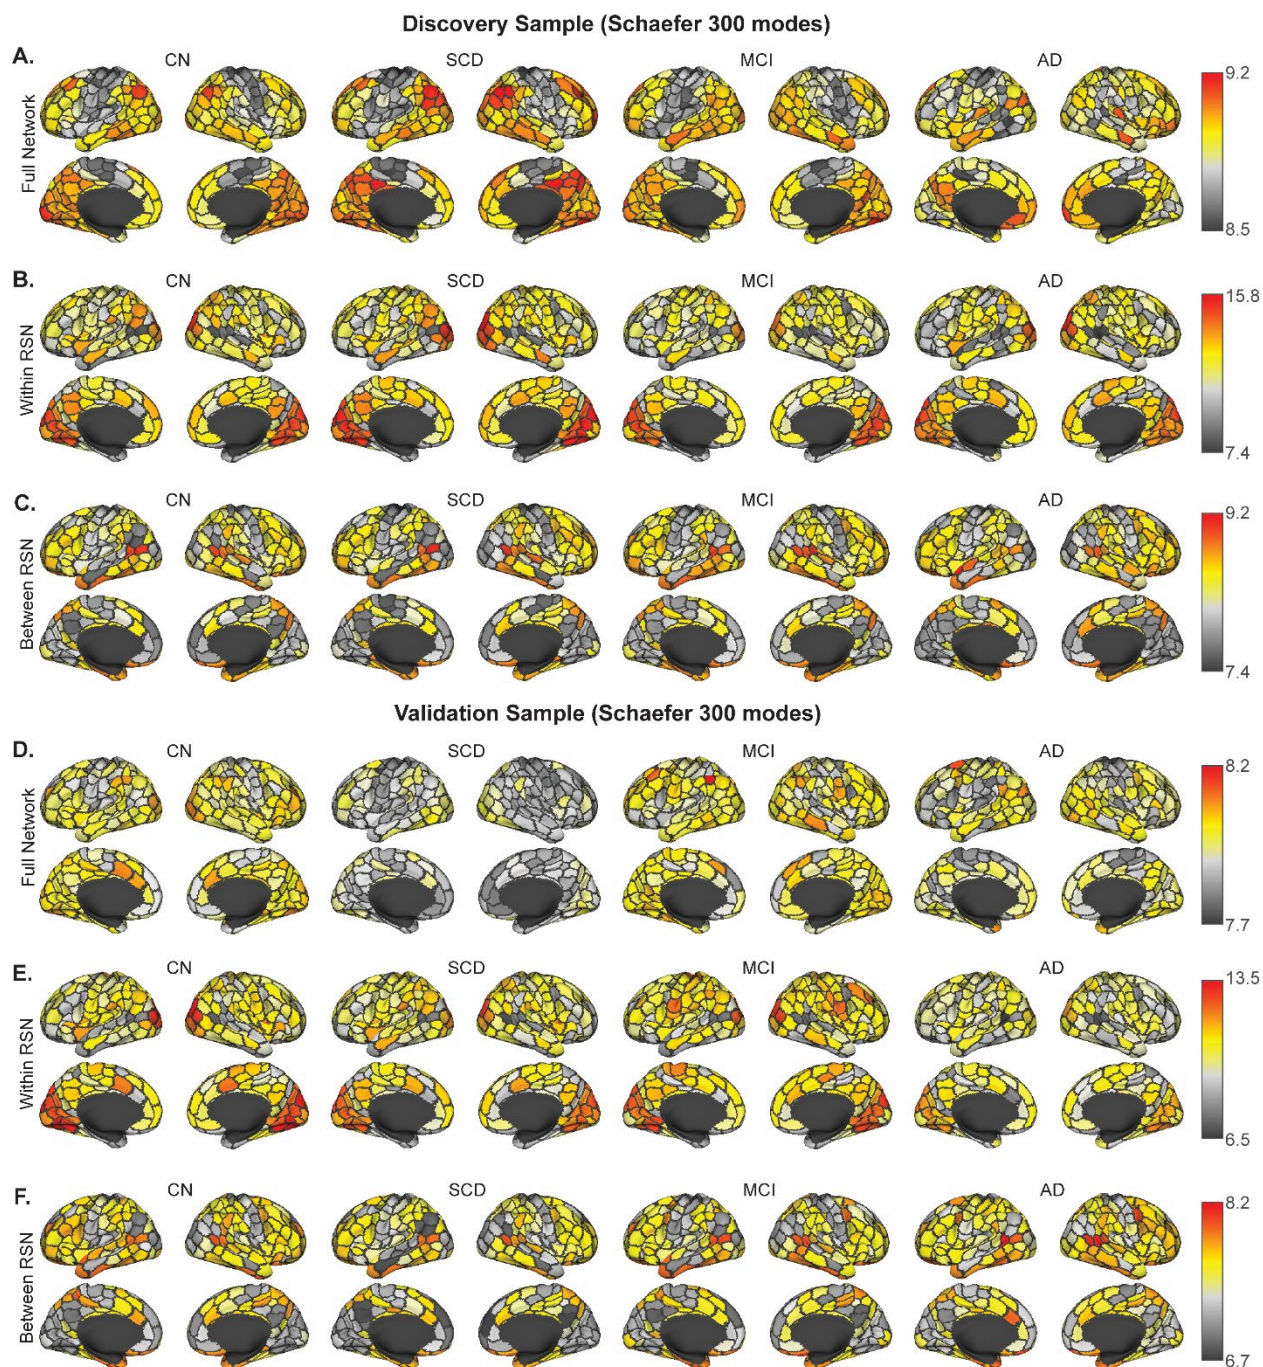 Discovery Sample (Schaefer 300 modes)
A.
CN SCD MCI AD
Full Network
9.2
8.5
B.
CN SCD MCI AD
Within RSN
15.8
7.4
C.
CN SCD MCI AD
Between RSN
9.2
7.4
Validation Sample (Schaefer 300 modes)
D.
CN SCD MCI AD
Full Network
8.2
7.7
E.
CN SCD MCI AD
Within RSN
13.5
6.5
F.
CN SCD MCI AD
Between RSN
8.2
6.7